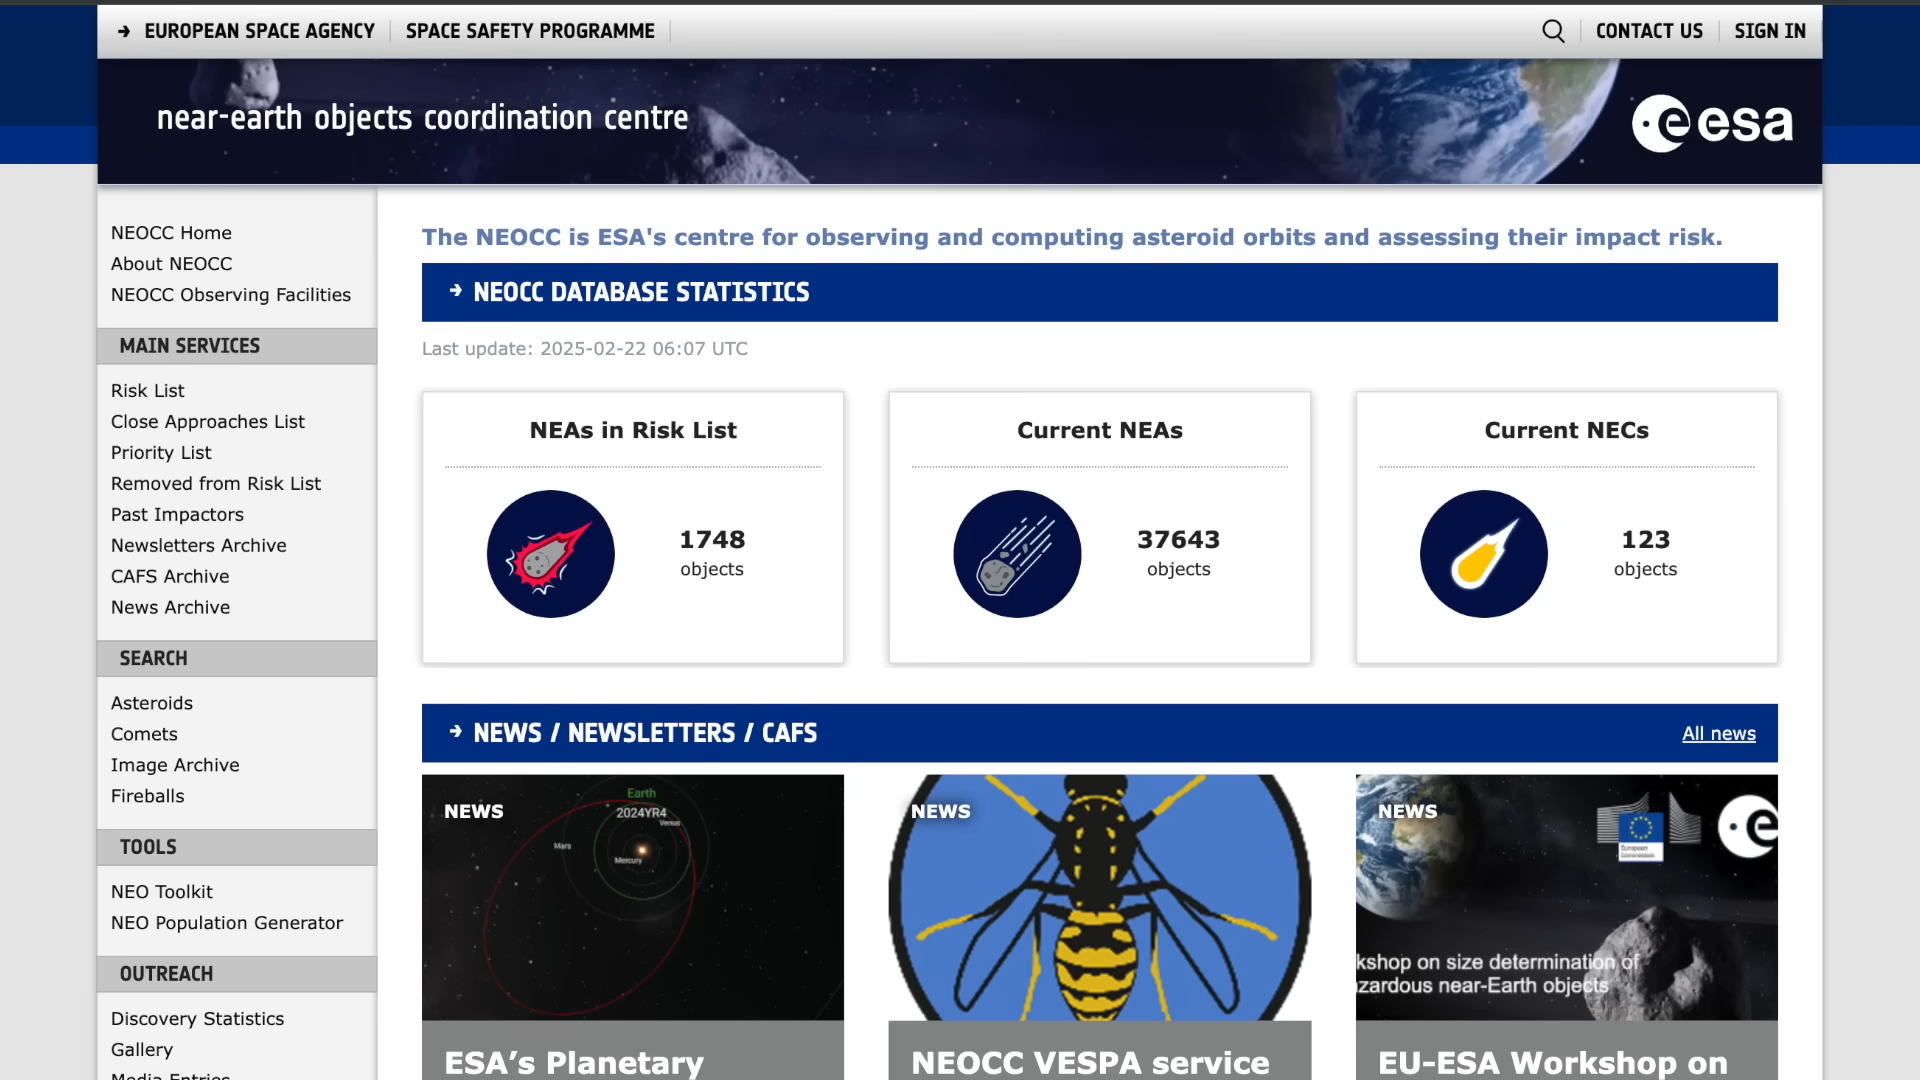 EUROPEAN SPACE AGENCY
SPACE SAFETY PROGRAMME
CONTACT US
SIGN IN
near-earth objects coordination centre
esa
NEOCC Home
About NEOCC
NEOCC Observing Facilities
MAIN SERVICES
Risk List
Close Approaches List
Priority List
Removed from Risk List
Past Impactors
Newsletters Archive
CAFS Archive
News Archive
SEARCH
Asteroids
Comets
Image Archive
Fireballs
TOOLS
NEO Toolkit
NEO Population Generator
OUTREACH
Discovery Statistics
Gallery
Media Entries
The NEOCC is ESA's centre for observing and computing asteroid orbits and assessing their impact risk.
NEOCC DATABASE STATISTICS
Last update: 2025-02-22 06:07 UTC
NEAs in Risk List
1748
objects
Current NEAs
37643
objects
Current NECs
123
objects
NEWS / NEWSLETTERS / CAFS
All news
NEWS
Earth
2024YR4
Venus
Mars
Mercury
ESA’s Planetary
NEWS
NEOCC VESPA service
NEWS
European
Commission
kshop on size determination of
zardous near-Earth objects
EU-ESA Workshop on